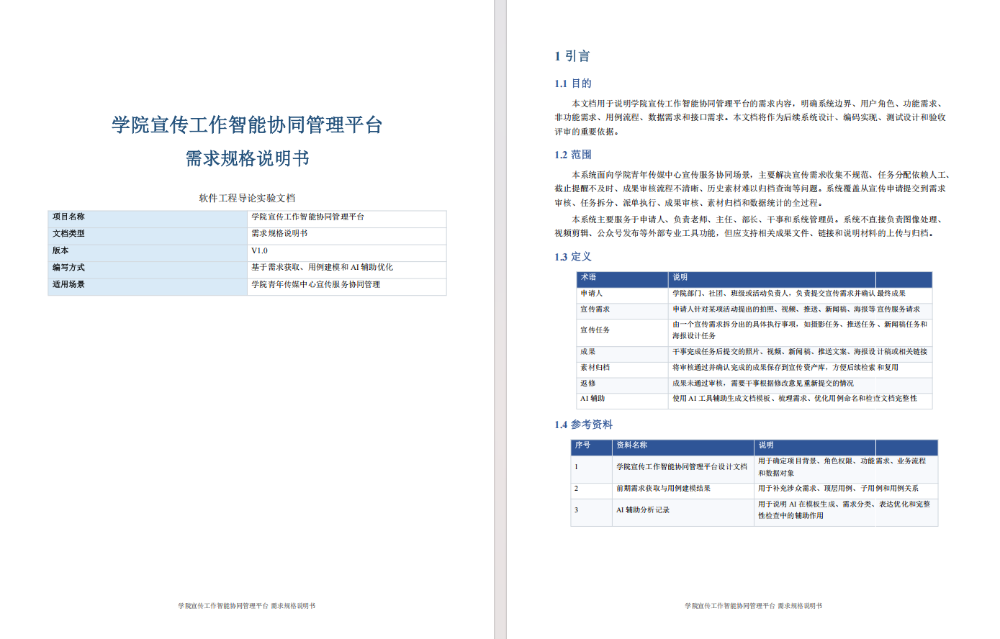 学院宣传工作智能协同管理平台
需求规格说明书
软件工程导论实验文档
项目名称 学院宣传工作智能协同管理平台
文档类型 需求规格说明书
版本 V1.0
编写方式 基于需求获取、用例建模和 AI 辅助优化
适用场景 学院青年传媒中心宣传服务协同管理
学院宣传工作智能协同管理平台 需求规格说明书
1 引言
1.1 目的
本文档用于说明学院宣传工作智能协同管理平台的需求内容，明确系统边界、用户角色、功能需求、
非功能需求、用例流程、数据需求和接口需求。本文档将作为后续系统设计、编码实现、测试设计和验收
评审的重要依据。
1.2 范围
本系统面向学院青年传媒中心宣传服务协同场景，主要解决宣传需求收集不规范、任务分配依赖人工、
截止提醒不及时、成果审核流程不清晰、历史素材难以归档查询等问题。系统覆盖从宣传申请提交到需求
审核、任务拆分、派单执行、成果审核、素材归档和数据统计的全过程。
本系统主要服务于申请人、负责老师、主任、部长、干事和系统管理员。系统不直接负责图像处理、
视频剪辑、公众号发布等外部专业工具功能，但应支持相关成果文件、链接和说明材料的上传与归档。
1.3 定义
术语 说明
申请人 学院部门、社团、班级或活动负责人，负责提交宣传需求并确认最终成果
宣传需求 申请人针对某项活动提出的拍照、视频、推送、新闻稿、海报等宣传服务请求
宣传任务 由一个宣传需求拆分出的具体执行事项，如摄影任务、推送任务、新闻稿任务和
海报设计任务
成果 干事完成任务后提交的照片、视频、新闻稿、推送文案、海报设计稿或相关链接
素材归档 将审核通过并确认完成的成果保存到宣传资产库，方便后续检索和复用
返修 成果未通过审核，需要干事根据修改意见重新提交的情况
AI 辅助 使用 AI 工具辅助生成文档模板、梳理需求、优化用例命名和检查文档完整性
1.4 参考资料
序号 资料名称 说明
1 学院宣传工作智能协同管理平台设计文档 用于确定项目背景、角色权限、功能需求、业务流程
和数据对象
2 前期需求获取与用例建模结果 用于补充涉众需求、顶层用例、子用例和用例关系
3 AI 辅助分析记录 用于说明 AI 在模板生成、需求分类、表达优化和完整
性检查中的辅助作用
学院宣传工作智能协同管理平台 需求规格说明书